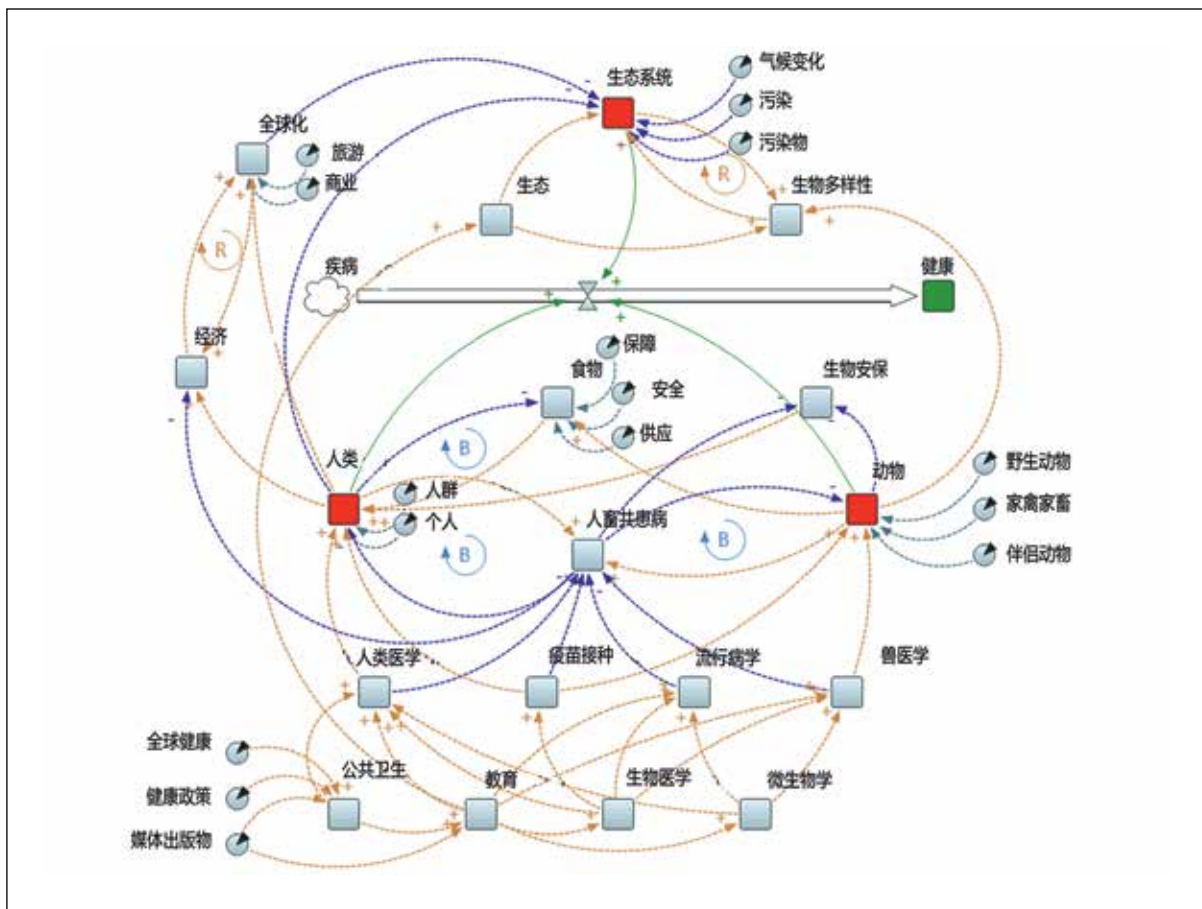 生态系统
气候变化
污染
污染物
全球化
旅游
商业
生态
生物多样性
R
R
疾病
健康
经济
保障
食物
安全
供应
生物安保
B
人类
人群
个人
人畜共患病
B
B
动物
野生动物
家禽家畜
伴侣动物
人类医学
疫苗接种
流行病学
兽医学
全球健康
健康政策
媒体出版物
公共卫生
教育
生物医学
微生物学